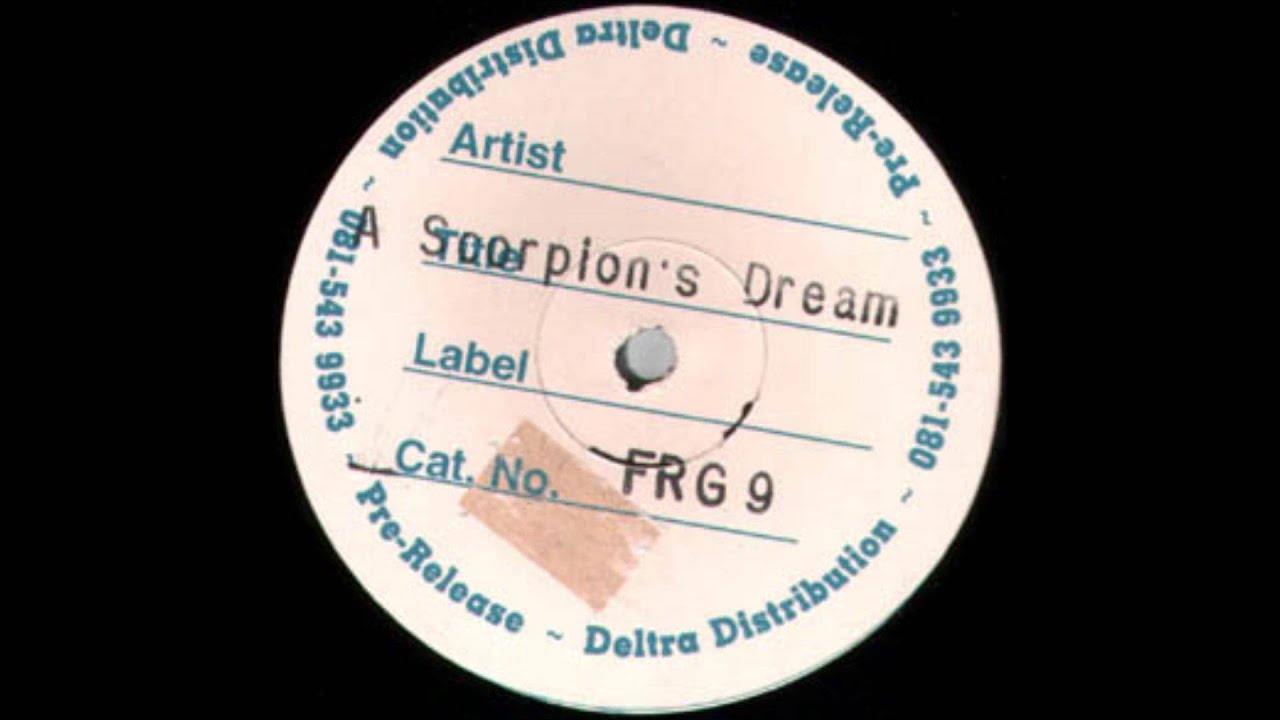 Pre-Release ~ Deltra Distribution ~ 081-543 9933 ~ Pre-Release ~ Deltra Distribution ~ 081-543 9933 ~
Artist
Title
A Scorpion's Dream
Label
Cat. No. FRG 9